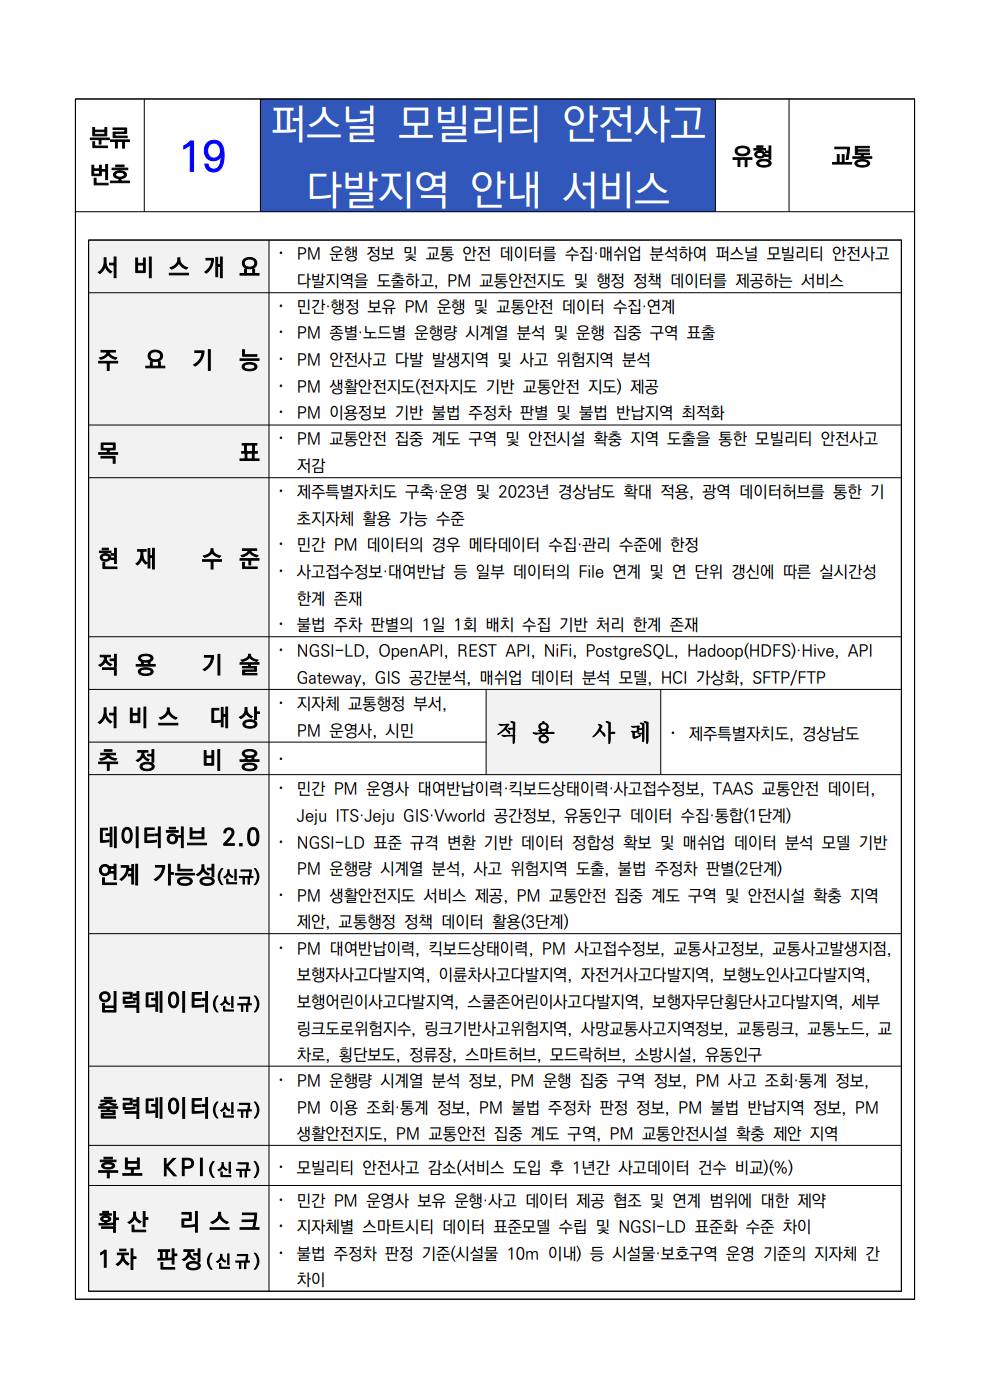 분류
번호
19
퍼스널 모빌리티 안전사고
다발지역 안내 서비스
유형
교통
서비스개요
· PM 운행 정보 및 교통 안전 데이터를 수집·매쉬업 분석하여 퍼스널 모빌리티 안전사고
다발지역을 도출하고, PM 교통안전지도 및 행정 정책 데이터를 제공하는 서비스
주요기능
· 민간·행정 보유 PM 운행 및 교통안전 데이터 수집·연계
· PM 종별·노드별 운행량 시계열 분석 및 운행 집중 구역 표출
· PM 안전사고 다발 발생지역 및 사고 위험지역 분석
· PM 생활안전지도(전자지도 기반 교통안전 지도) 제공
· PM 이용정보 기반 불법 주정차 판별 및 불법 반납지역 최적화
목 표
· PM 교통안전 집중 계도 구역 및 안전시설 확충 지역 도출을 통한 모빌리티 안전사고
저감
현재 수준
· 제주특별자치도 구축·운영 및 2023년 경상남도 확대 적용, 광역 데이터허브를 통한 기
초지자체 활용 가능 수준
· 민간 PM 데이터의 경우 메타데이터 수집·관리 수준에 한정
· 사고접수정보·대여반납 등 일부 데이터의 File 연계 및 연 단위 갱신에 따른 실시간성
한계 존재
· 불법 주차 판별의 1일 1회 배치 수집 기반 처리 한계 존재
적용 기술
· NGSI-LD, OpenAPI, REST API, NiFi, PostgreSQL, Hadoop(HDFS)·Hive, API
Gateway, GIS 공간분석, 매쉬업 데이터 분석 모델, HCI 가상화, SFTP/FTP
서비스 대상
· 지자체 교통행정 부서,
PM 운영사, 시민
적용 사례
· 제주특별자치도, 경상남도
추정 비용
·
데이터허브 2.0
연계 가능성(신규)
· 민간 PM 운영사 대여반납이력·킥보드상태이력·사고접수정보, TAAS 교통안전 데이터,
Jeju ITS·Jeju GIS·Vworld 공간정보, 유동인구 데이터 수집·통합(1단계)
· NGSI-LD 표준 규격 변환 기반 데이터 정합성 확보 및 매쉬업 데이터 분석 모델 기반
PM 운행량 시계열 분석, 사고 위험지역 도출, 불법 주정차 판별(2단계)
· PM 생활안전지도 서비스 제공, PM 교통안전 집중 계도 구역 및 안전시설 확충 지역
제안, 교통행정 정책 데이터 활용(3단계)
입력데이터(신규)
· PM 대여반납이력, 킥보드상태이력, PM 사고접수정보, 교통사고정보, 교통사고발생지점,
보행자사고다발지역, 이륜차사고다발지역, 자전거사고다발지역, 보행노인사고다발지역,
보행어린이사고다발지역, 스쿨존어린이사고다발지역, 보행자무단횡단사고다발지역, 세부
링크도로위험지수, 링크기반사고위험지역, 사망교통사고지역정보, 교통링크, 교통노드, 교
차로, 횡단보도, 정류장, 스마트허브, 모드락허브, 소방시설, 유동인구
출력데이터(신규)
· PM 운행량 시계열 분석 정보, PM 운행 집중 구역 정보, PM 사고 조회·통계 정보,
PM 이용 조회·통계 정보, PM 불법 주정차 판정 정보, PM 불법 반납지역 정보, PM
생활안전지도, PM 교통안전 집중 계도 구역, PM 교통안전시설 확충 제안 지역
후보 KPI(신규)
· 모빌리티 안전사고 감소(서비스 도입 후 1년간 사고데이터 건수 비교)(%)
확산 리스크
1차 판정(신규)
· 민간 PM 운영사 보유 운행·사고 데이터 제공 협조 및 연계 범위에 대한 제약
· 지자체별 스마트시티 데이터 표준모델 수립 및 NGSI-LD 표준화 수준 차이
· 불법 주정차 판정 기준(시설물 10m 이내) 등 시설물·보호구역 운영 기준의 지자체 간
차이